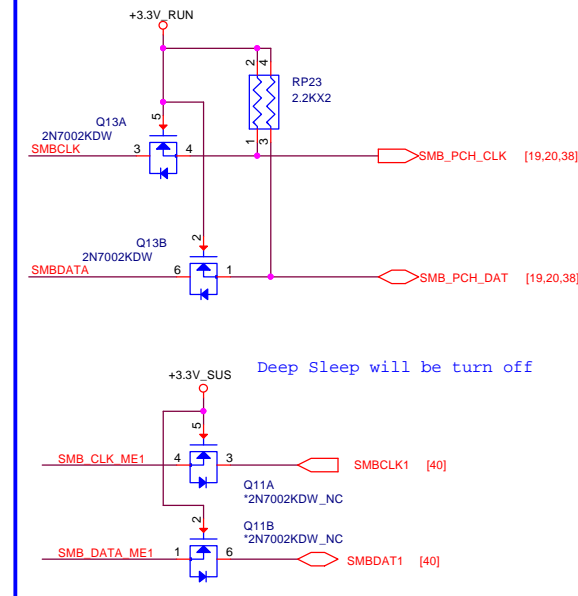 +3.3V_RUN
2 4
RP23
2.2KX2
5
Q13A
2N7002KDW
1 3
SMBCLK 3 4 SMB_PCH_CLK [19,20,38]
Q13B
2N7002KDW
2
SMBDATA 6 1 SMB_PCH_DAT [19,20,38]
Deep Sleep will be turn off
+3.3V_SUS
5
SMB_CLK_ME1 4 3 SMBCLK1 [40]
Q11A
*2N7002KDW_NC
2
Q11B
*2N7002KDW_NC
SMB_DATA_ME1 1 6 SMBDAT1 [40]